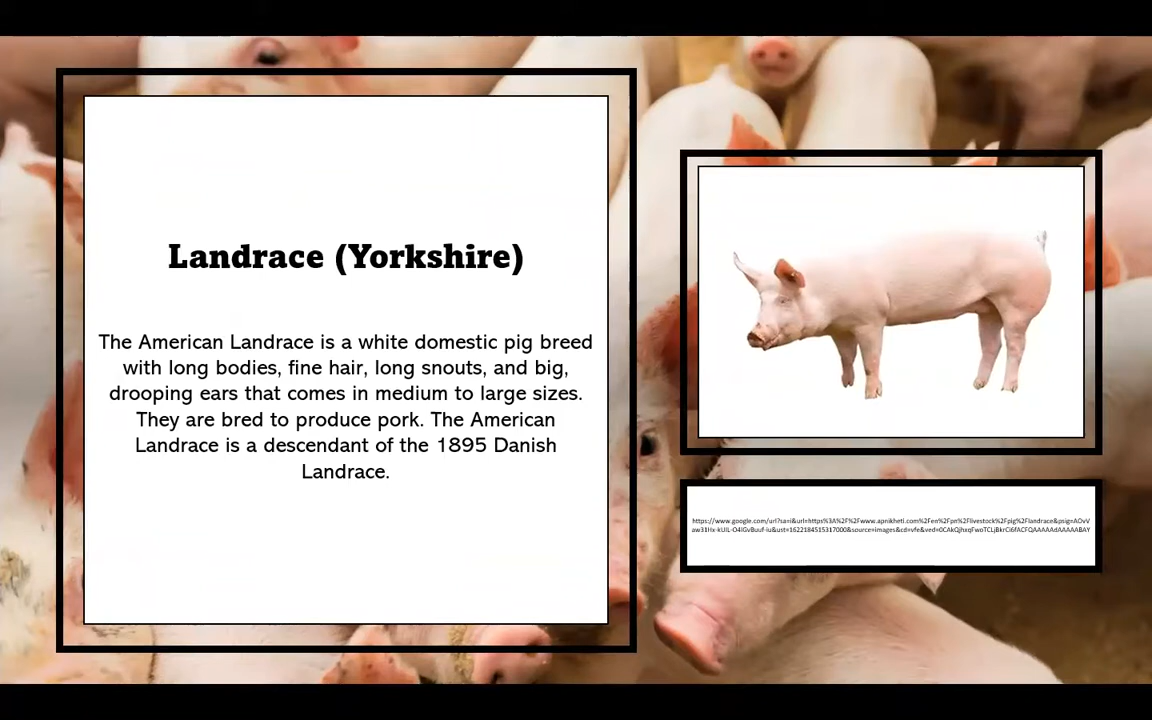 Landrace (Yorkshire)
The American Landrace is a white domestic pig breed
with long bodies, fine hair, long snouts, and big,
drooping ears that comes in medium to large sizes.
They are bred to produce pork. The American
Landrace is a descendant of the 1895 Danish
Landrace.